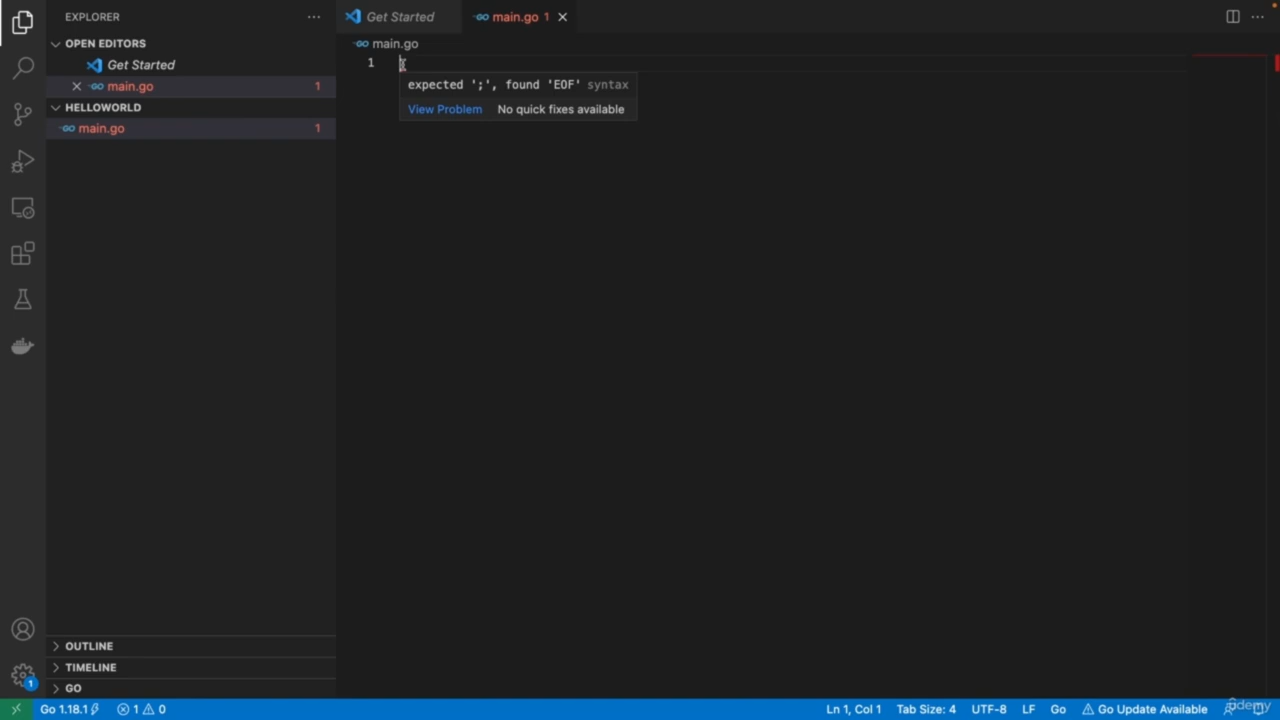 EXPLORER
Get Started
main.go 1
OPEN EDITORS
Get Started
main.go 1
HELLOWORLD
main.go 1
main.go
1
expected ';', found 'EOF' syntax
View Problem No quick fixes available
OUTLINE
TIMELINE
GO
1
Go 1.18.1 1 0
Ln 1, Col 1 Tab Size: 4 UTF-8 LF Go Go Update Available
udemy